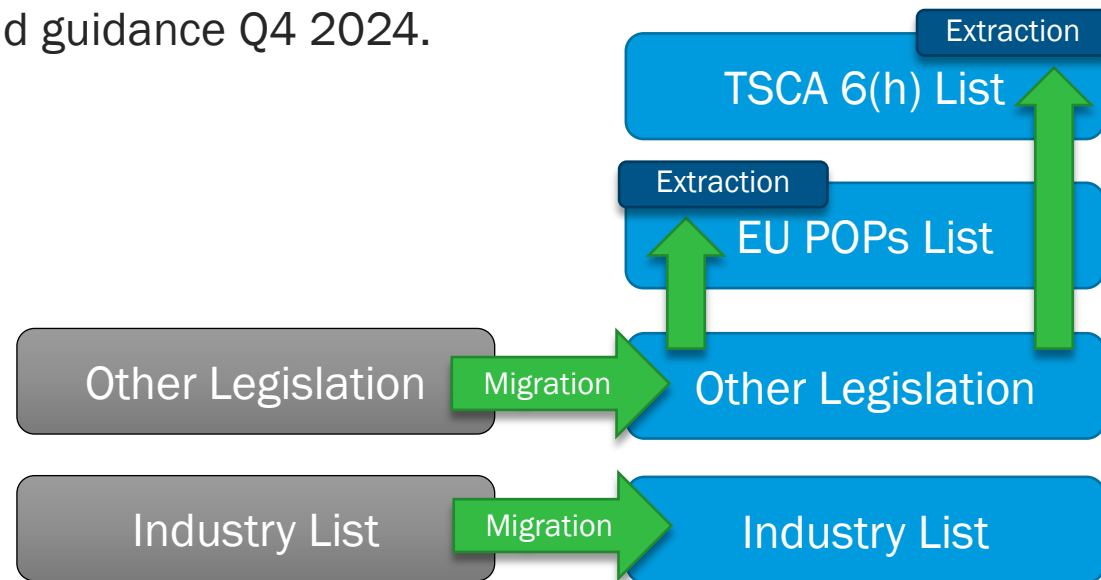 d guidance Q4 2024.
Extraction
TSCA 6(h) List
Extraction
EU POPs List
Other Legislation
Migration
Other Legislation
Industry List
Migration
Industry List